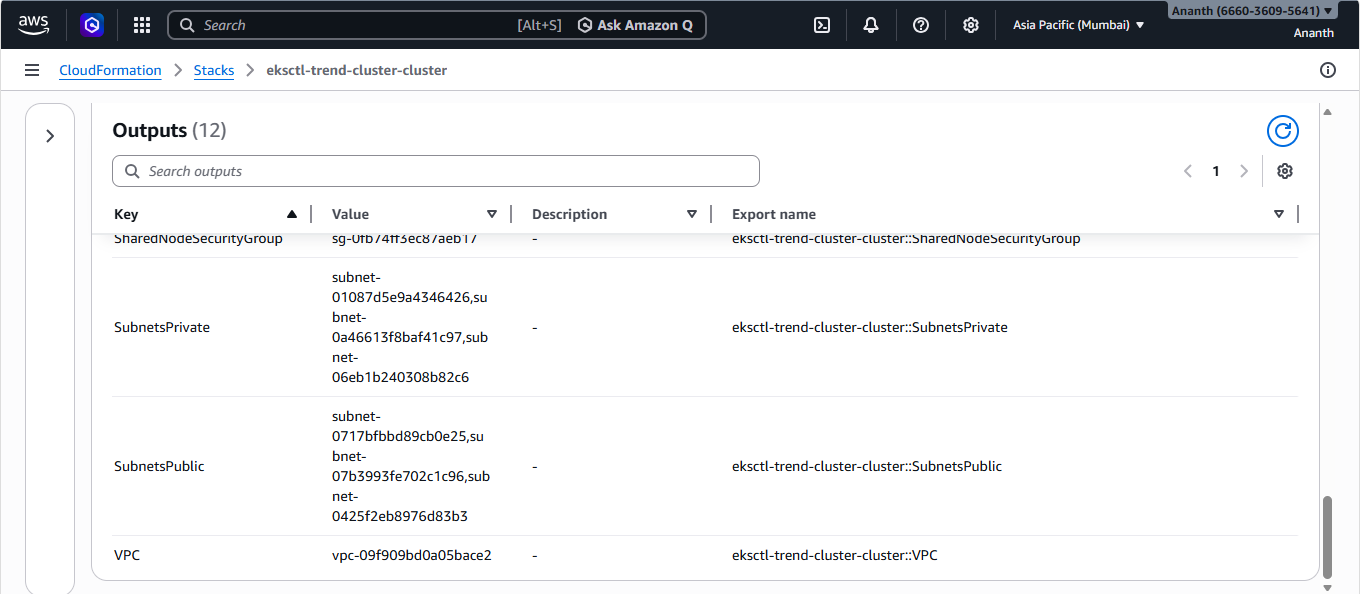 aws
Search [Alt+S] Ask Amazon Q
Asia Pacific (Mumbai) ▼
Ananth (6660-3609-5641) ▼
Ananth
CloudFormation > Stacks > eksctl-trend-cluster-cluster
Outputs (12)
Search outputs
1
Key Value Description Export name
SharedNodeSecurityGroup sg-0fb74ff3ec87aeb17 - eksctl-trend-cluster-cluster::SharedNodeSecurityGroup
subnet-
01087d5e9a4346426,su
bnet-
SubnetsPrivate - eksctl-trend-cluster-cluster::SubnetsPrivate
0a46613f8baf41c97,sub
net-
06eb1b240308b82c6
subnet-
0717bfbbd89cb0e25,su
bnet-
SubnetsPublic - eksctl-trend-cluster-cluster::SubnetsPublic
07b3993fe702c1c96,sub
net-
0425f2eb8976d83b3
VPC vpc-09f909bd0a05bace2 - eksctl-trend-cluster-cluster::VPC